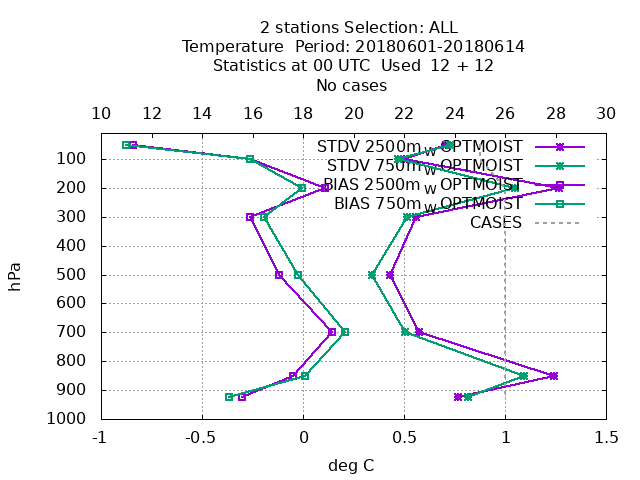 2 stations Selection: ALL
Temperature  Period: 20180601-20180614
Statistics at 00 UTC  Used  12 + 12
No cases
10 12 14 16 18 20 22 24 26 28 30
STDV 2500m_W OPTMOIST
100 STDV 750m_W OPTMOIST
200 BIAS 2500m_W OPTMOIST
BIAS 750m_W OPTMOIST
300 CASES
400
hPa
500
600
700
800
900
1000
-1 -0.5 0 0.5 1 1.5
deg C